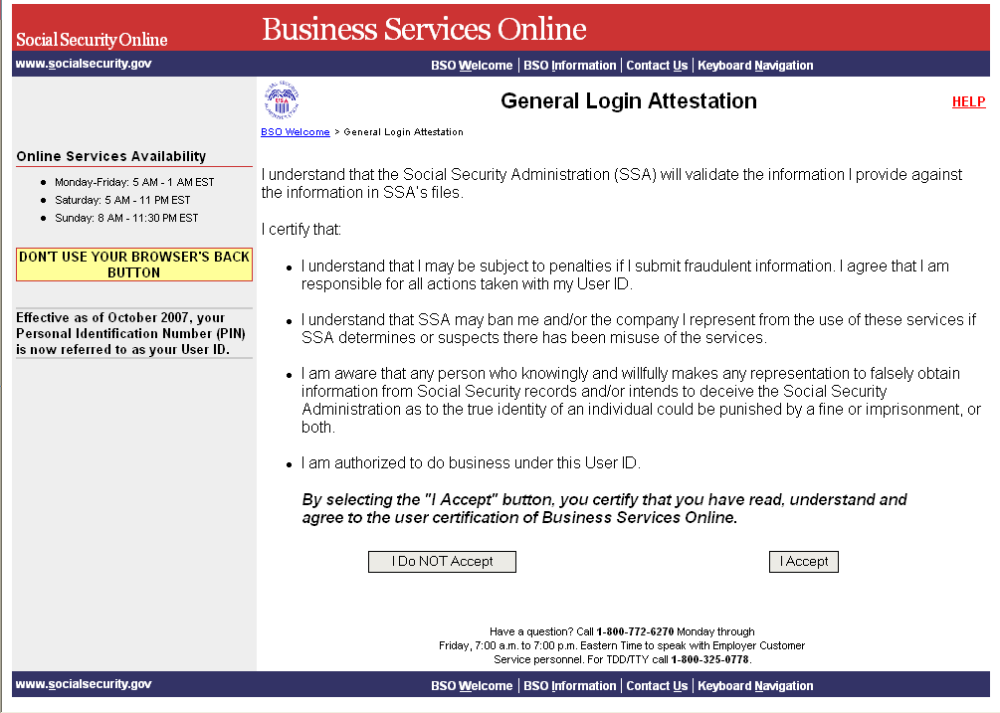 Social Security Online
Business Services Online
www.socialsecurity.gov
BSO Welcome | BSO Information | Contact Us | Keyboard Navigation
USA
General Login Attestation
HELP
BSO Welcome > General Login Attestation
Online Services Availability
• Monday-Friday: 5 AM - 1 AM EST
• Saturday: 5 AM - 11 PM EST
• Sunday: 8 AM - 11:30 PM EST
DON'T USE YOUR BROWSER'S BACK
BUTTON
Effective as of October 2007, your
Personal Identification Number (PIN)
is now referred to as your User ID.
I understand that the Social Security Administration (SSA) will validate the information I provide against
the information in SSA's files.
I certify that:
• I understand that I may be subject to penalties if I submit fraudulent information. I agree that I am
responsible for all actions taken with my User ID.
• I understand that SSA may ban me and/or the company I represent from the use of these services if
SSA determines or suspects there has been misuse of the services.
• I am aware that any person who knowingly and willfully makes any representation to falsely obtain
information from Social Security records and/or intends to deceive the Social Security
Administration as to the true identity of an individual could be punished by a fine or imprisonment, or
both.
• I am authorized to do business under this User ID.
By selecting the "I Accept" button, you certify that you have read, understand and
agree to the user certification of Business Services Online.
I Do NOT Accept
I Accept
Have a question? Call 1-800-772-6270 Monday through
Friday, 7:00 a.m. to 7:00 p.m. Eastern Time to speak with Employer Customer
Service personnel. For TDD/TTY call 1-800-325-0778.
www.socialsecurity.gov
BSO Welcome | BSO Information | Contact Us | Keyboard Navigation